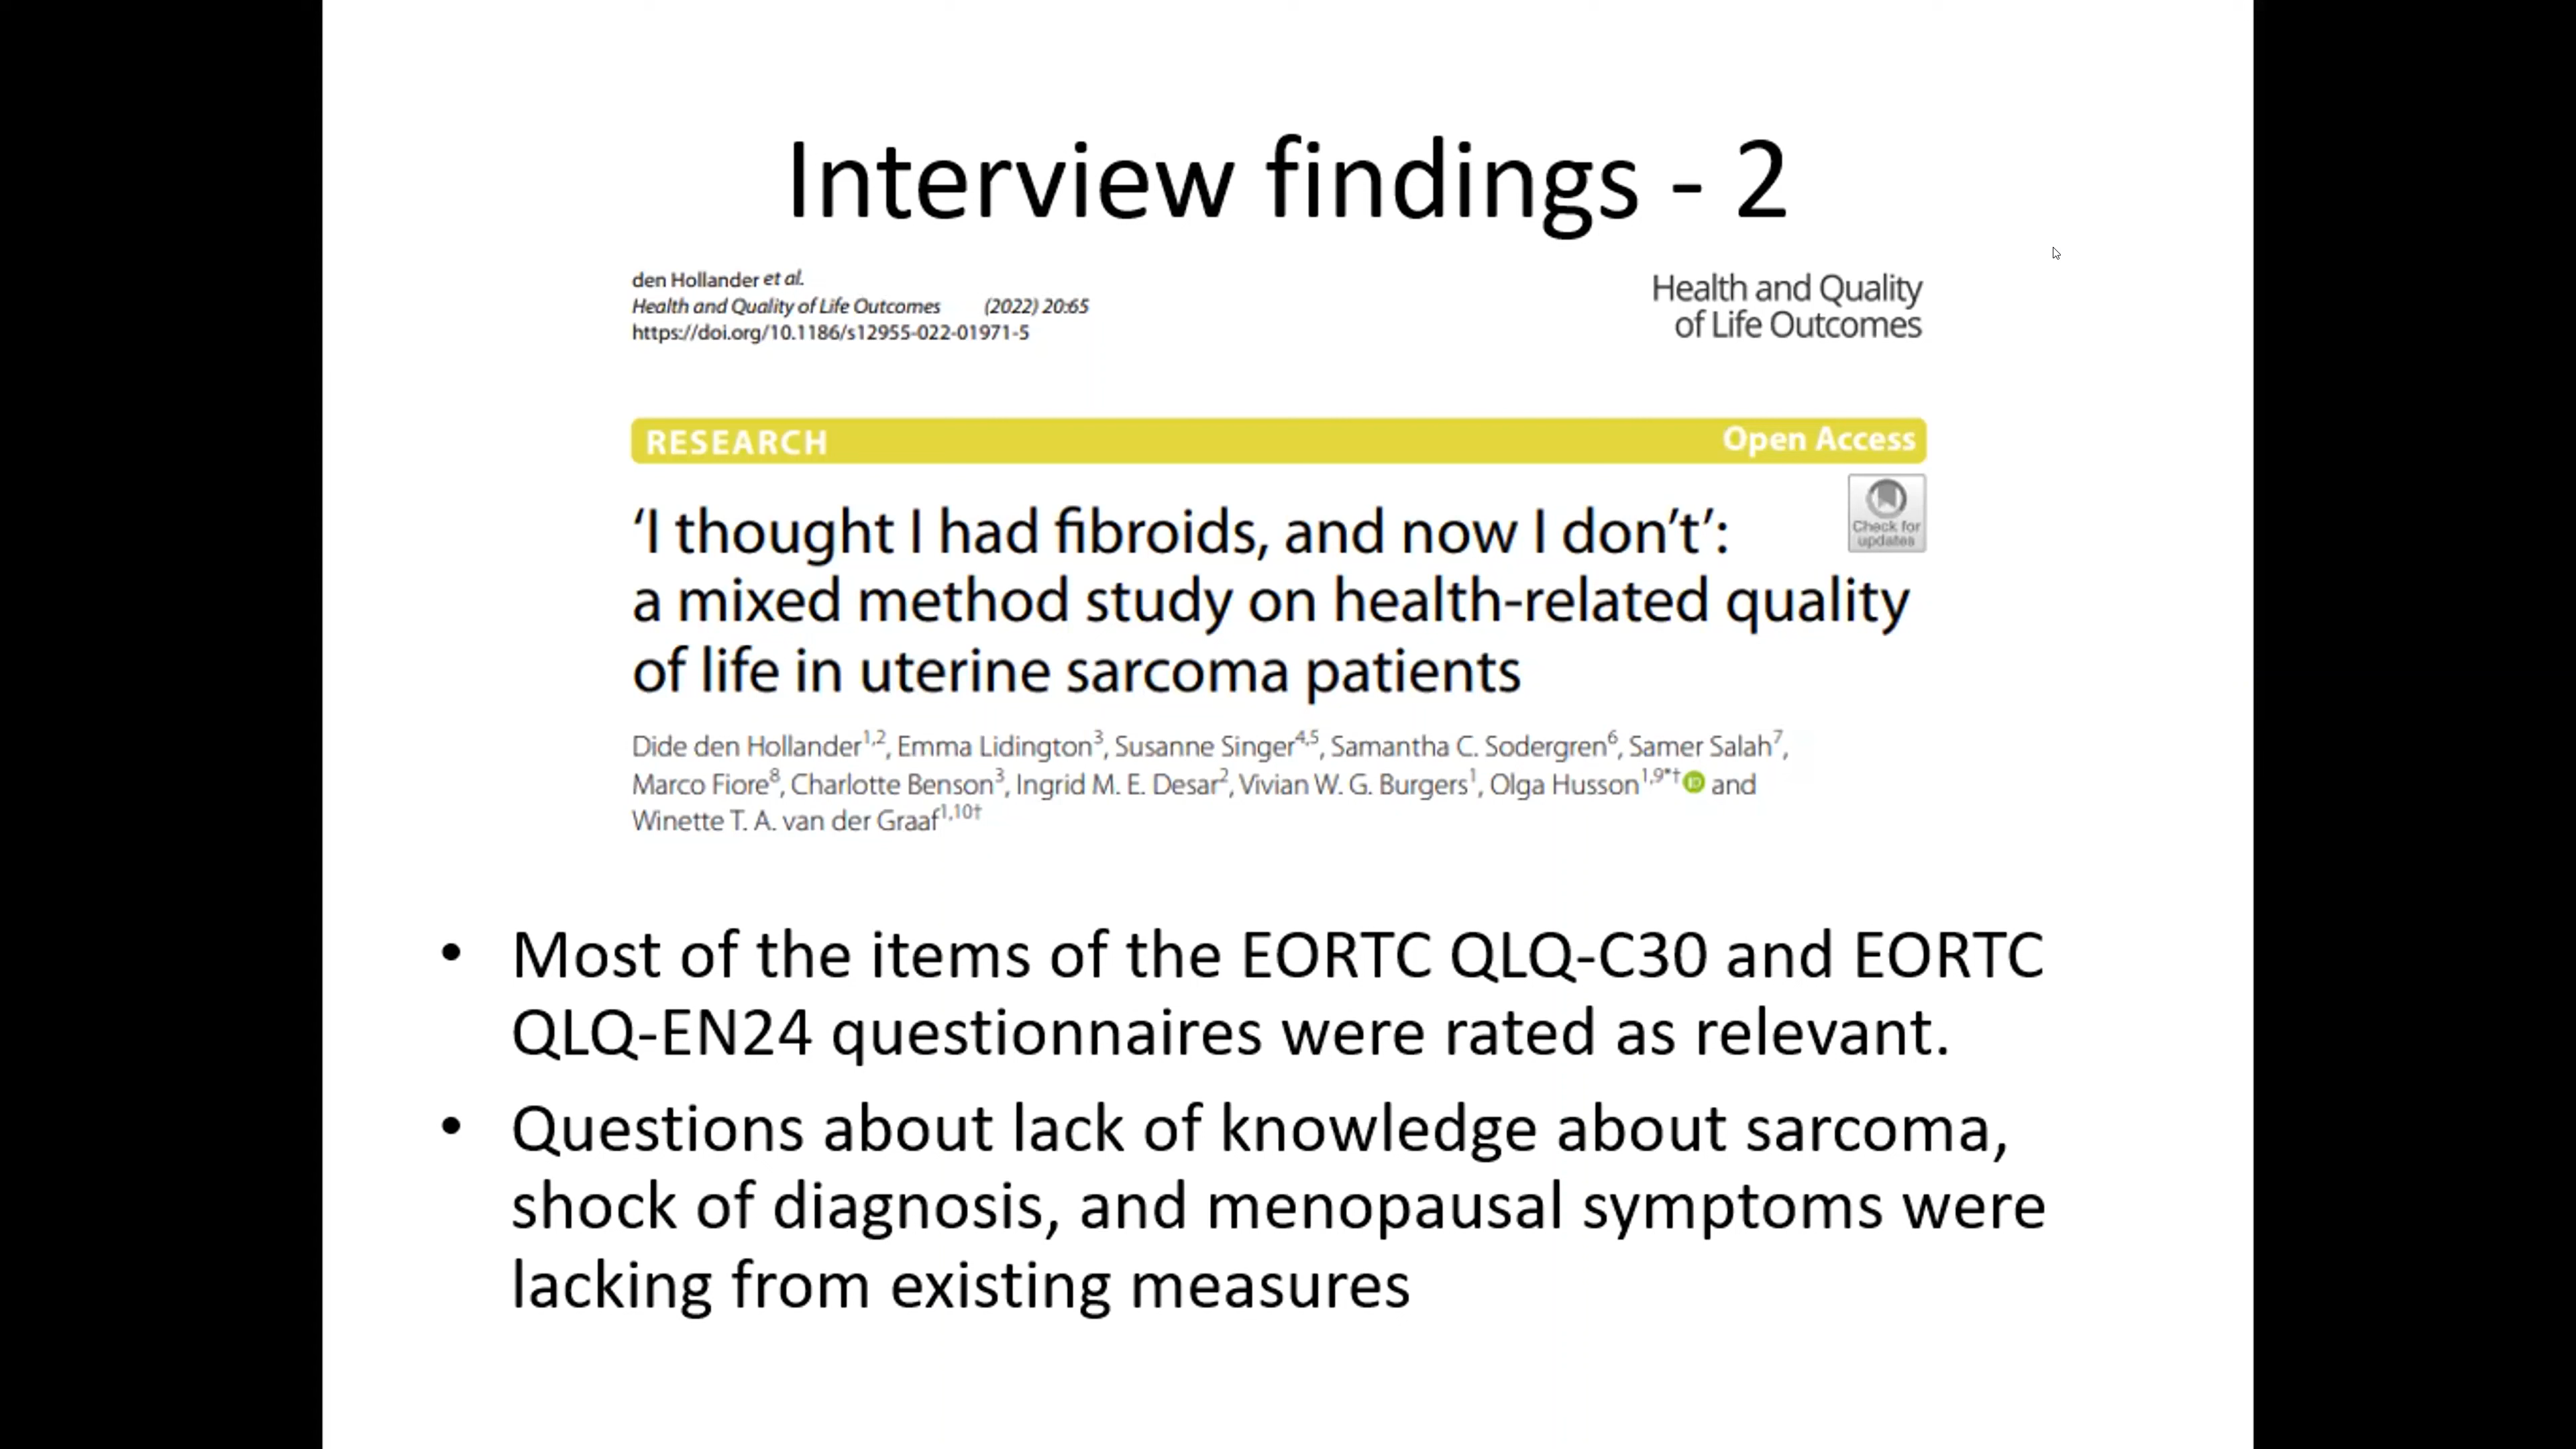 Interview findings - 2
den Hollander et al.
Health and Quality of Life Outcomes (2022) 20:65
https://doi.org/10.1186/s12955-022-01971-5
Health and Quality
of Life Outcomes
RESEARCH
Open Access
‘I thought I had fibroids, and now I don’t’:
a mixed method study on health-related quality
of life in uterine sarcoma patients
Check for
updates
Dide den Hollander1,2, Emma Lidington3, Susanne Singer4,5, Samantha C. Sodergren6, Samer Salah7,
Marco Fiore8, Charlotte Benson3, Ingrid M. E. Desar2, Vivian W. G. Burgers1, Olga Husson1,9*† iD and
Winette T. A. van der Graaf1,10†
• Most of the items of the EORTC QLQ-C30 and EORTC
QLQ-EN24 questionnaires were rated as relevant.
• Questions about lack of knowledge about sarcoma,
shock of diagnosis, and menopausal symptoms were
lacking from existing measures